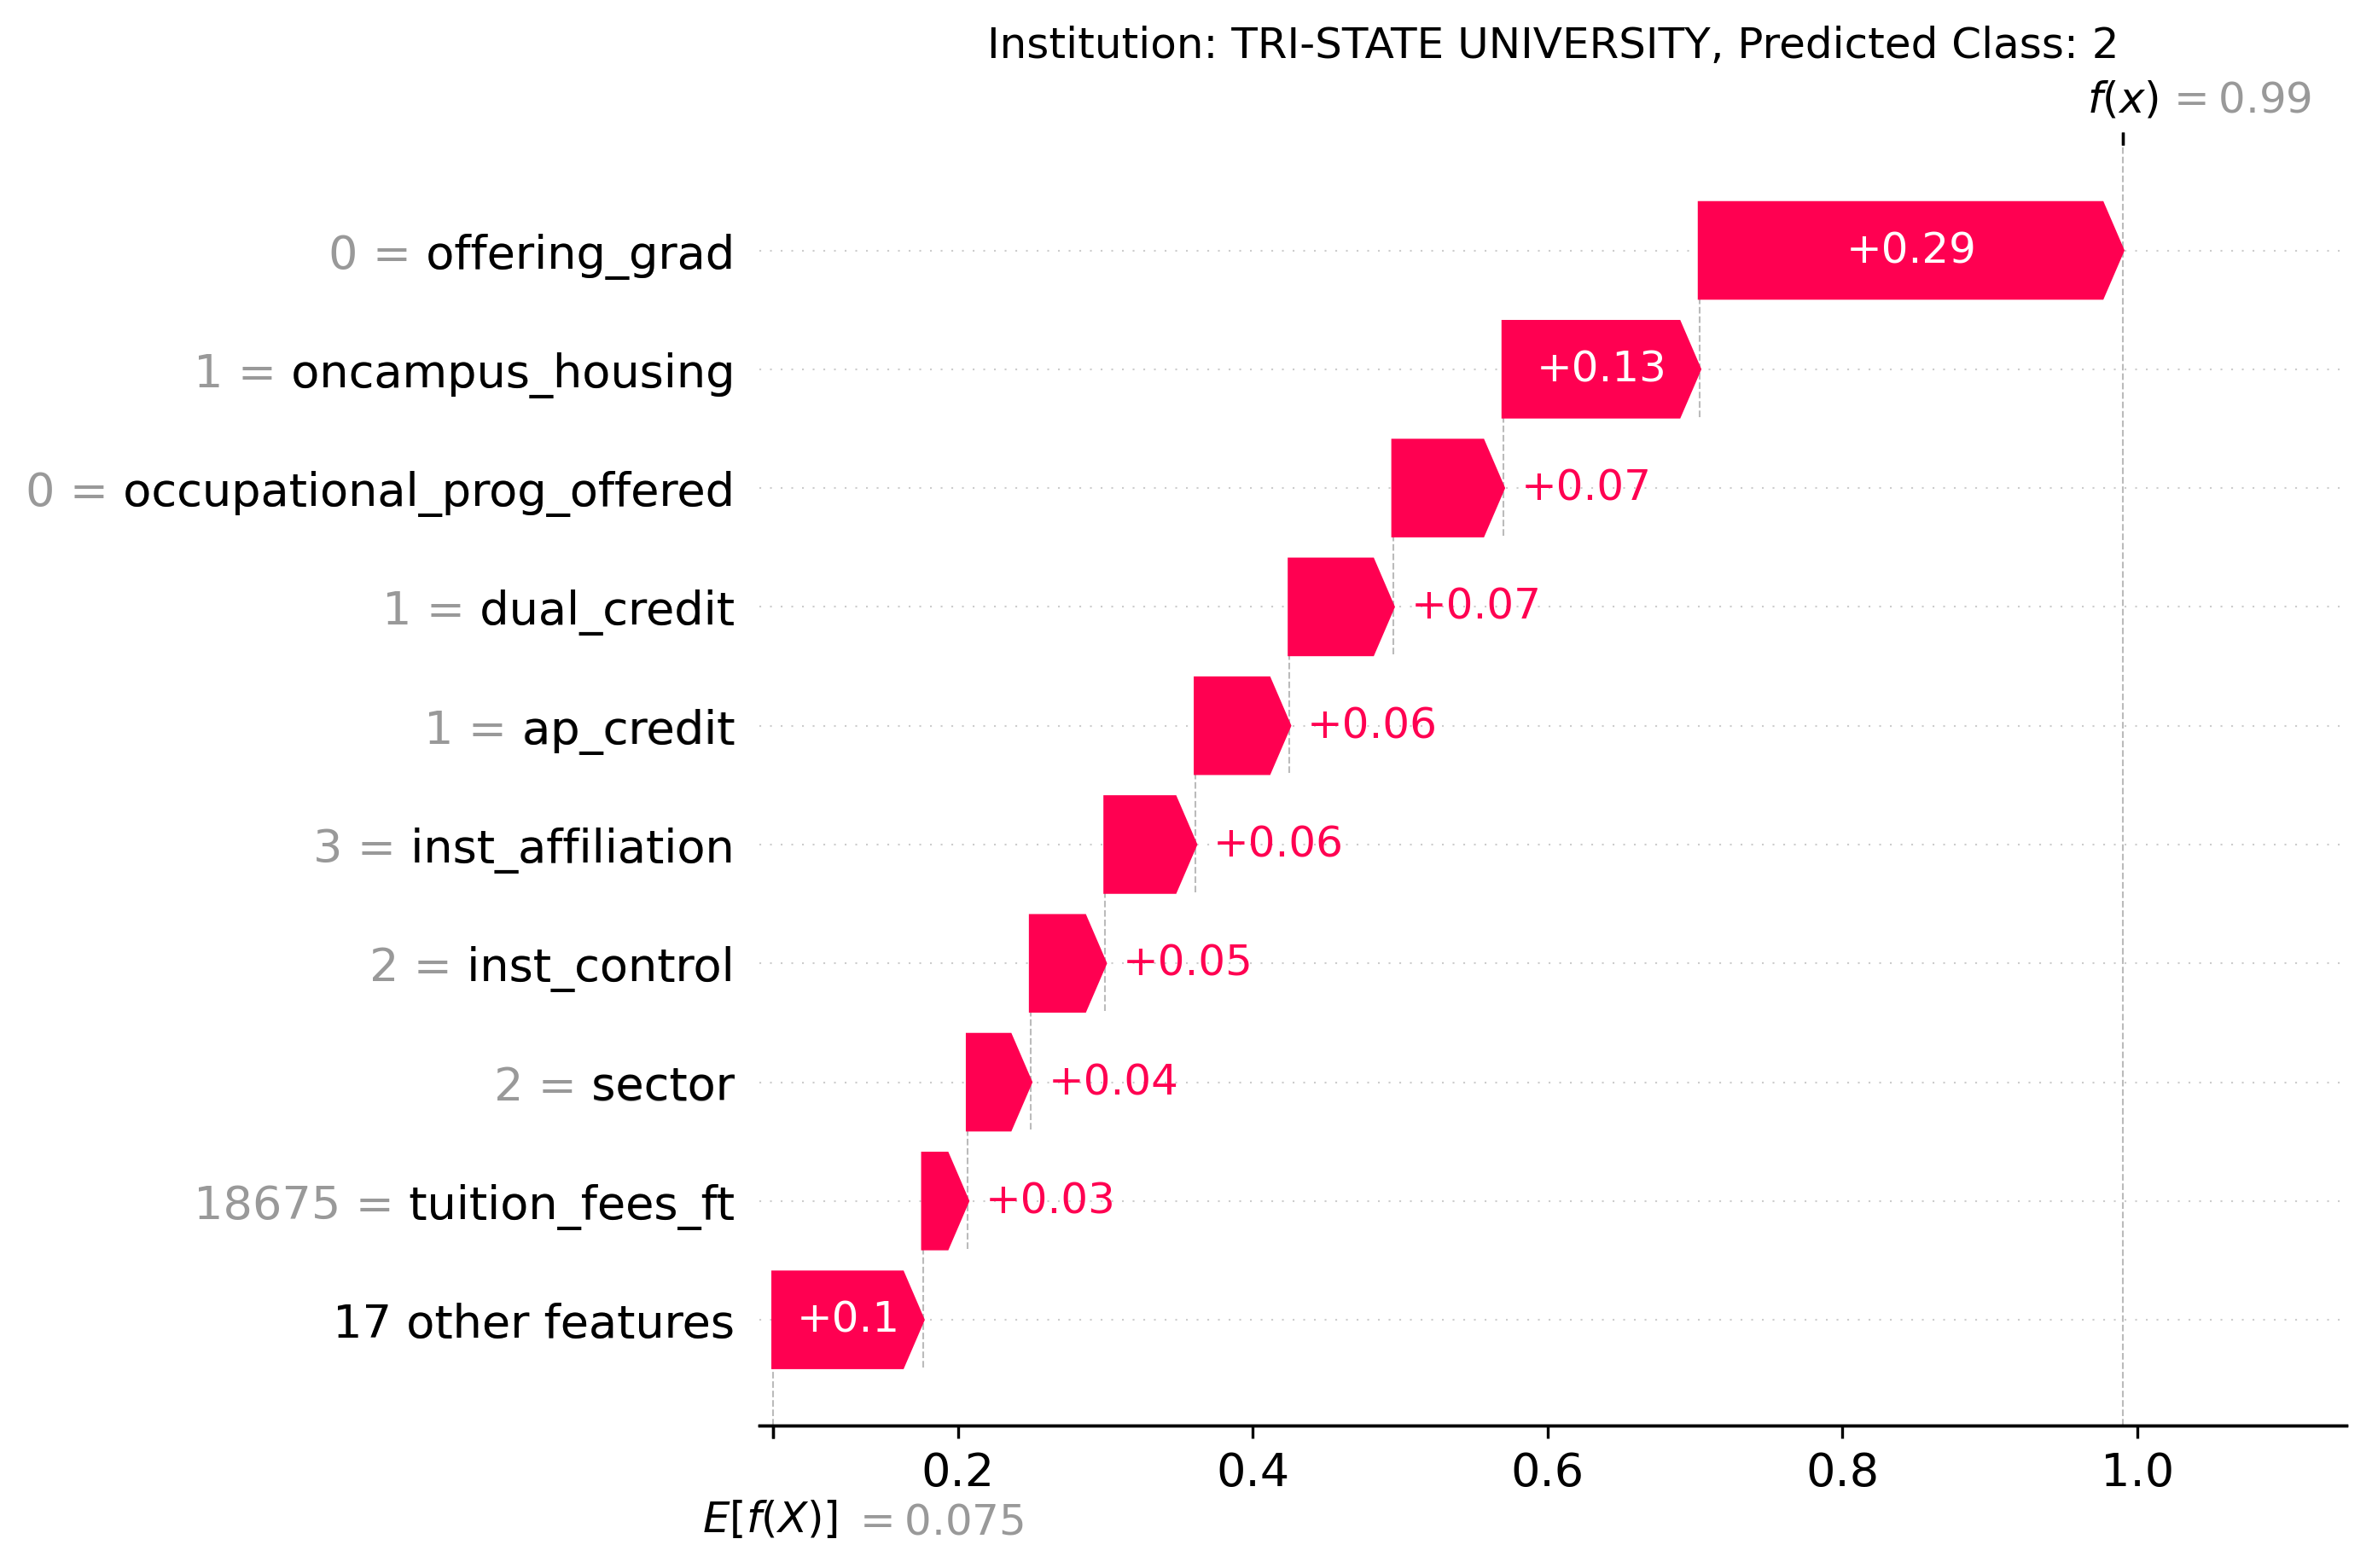 Institution: TRI-STATE UNIVERSITY, Predicted Class: 2
f(x) = 0.99
0 = offering_grad +0.29
1 = oncampus_housing +0.13
0 = occupational_prog_offered +0.07
1 = dual_credit +0.07
1 = ap_credit +0.06
3 = inst_affiliation +0.06
2 = inst_control +0.05
2 = sector +0.04
18675 = tuition_fees_ft +0.03
17 other features +0.1
0.2 0.4 0.6 0.8 1.0
E[f(X)] = 0.075